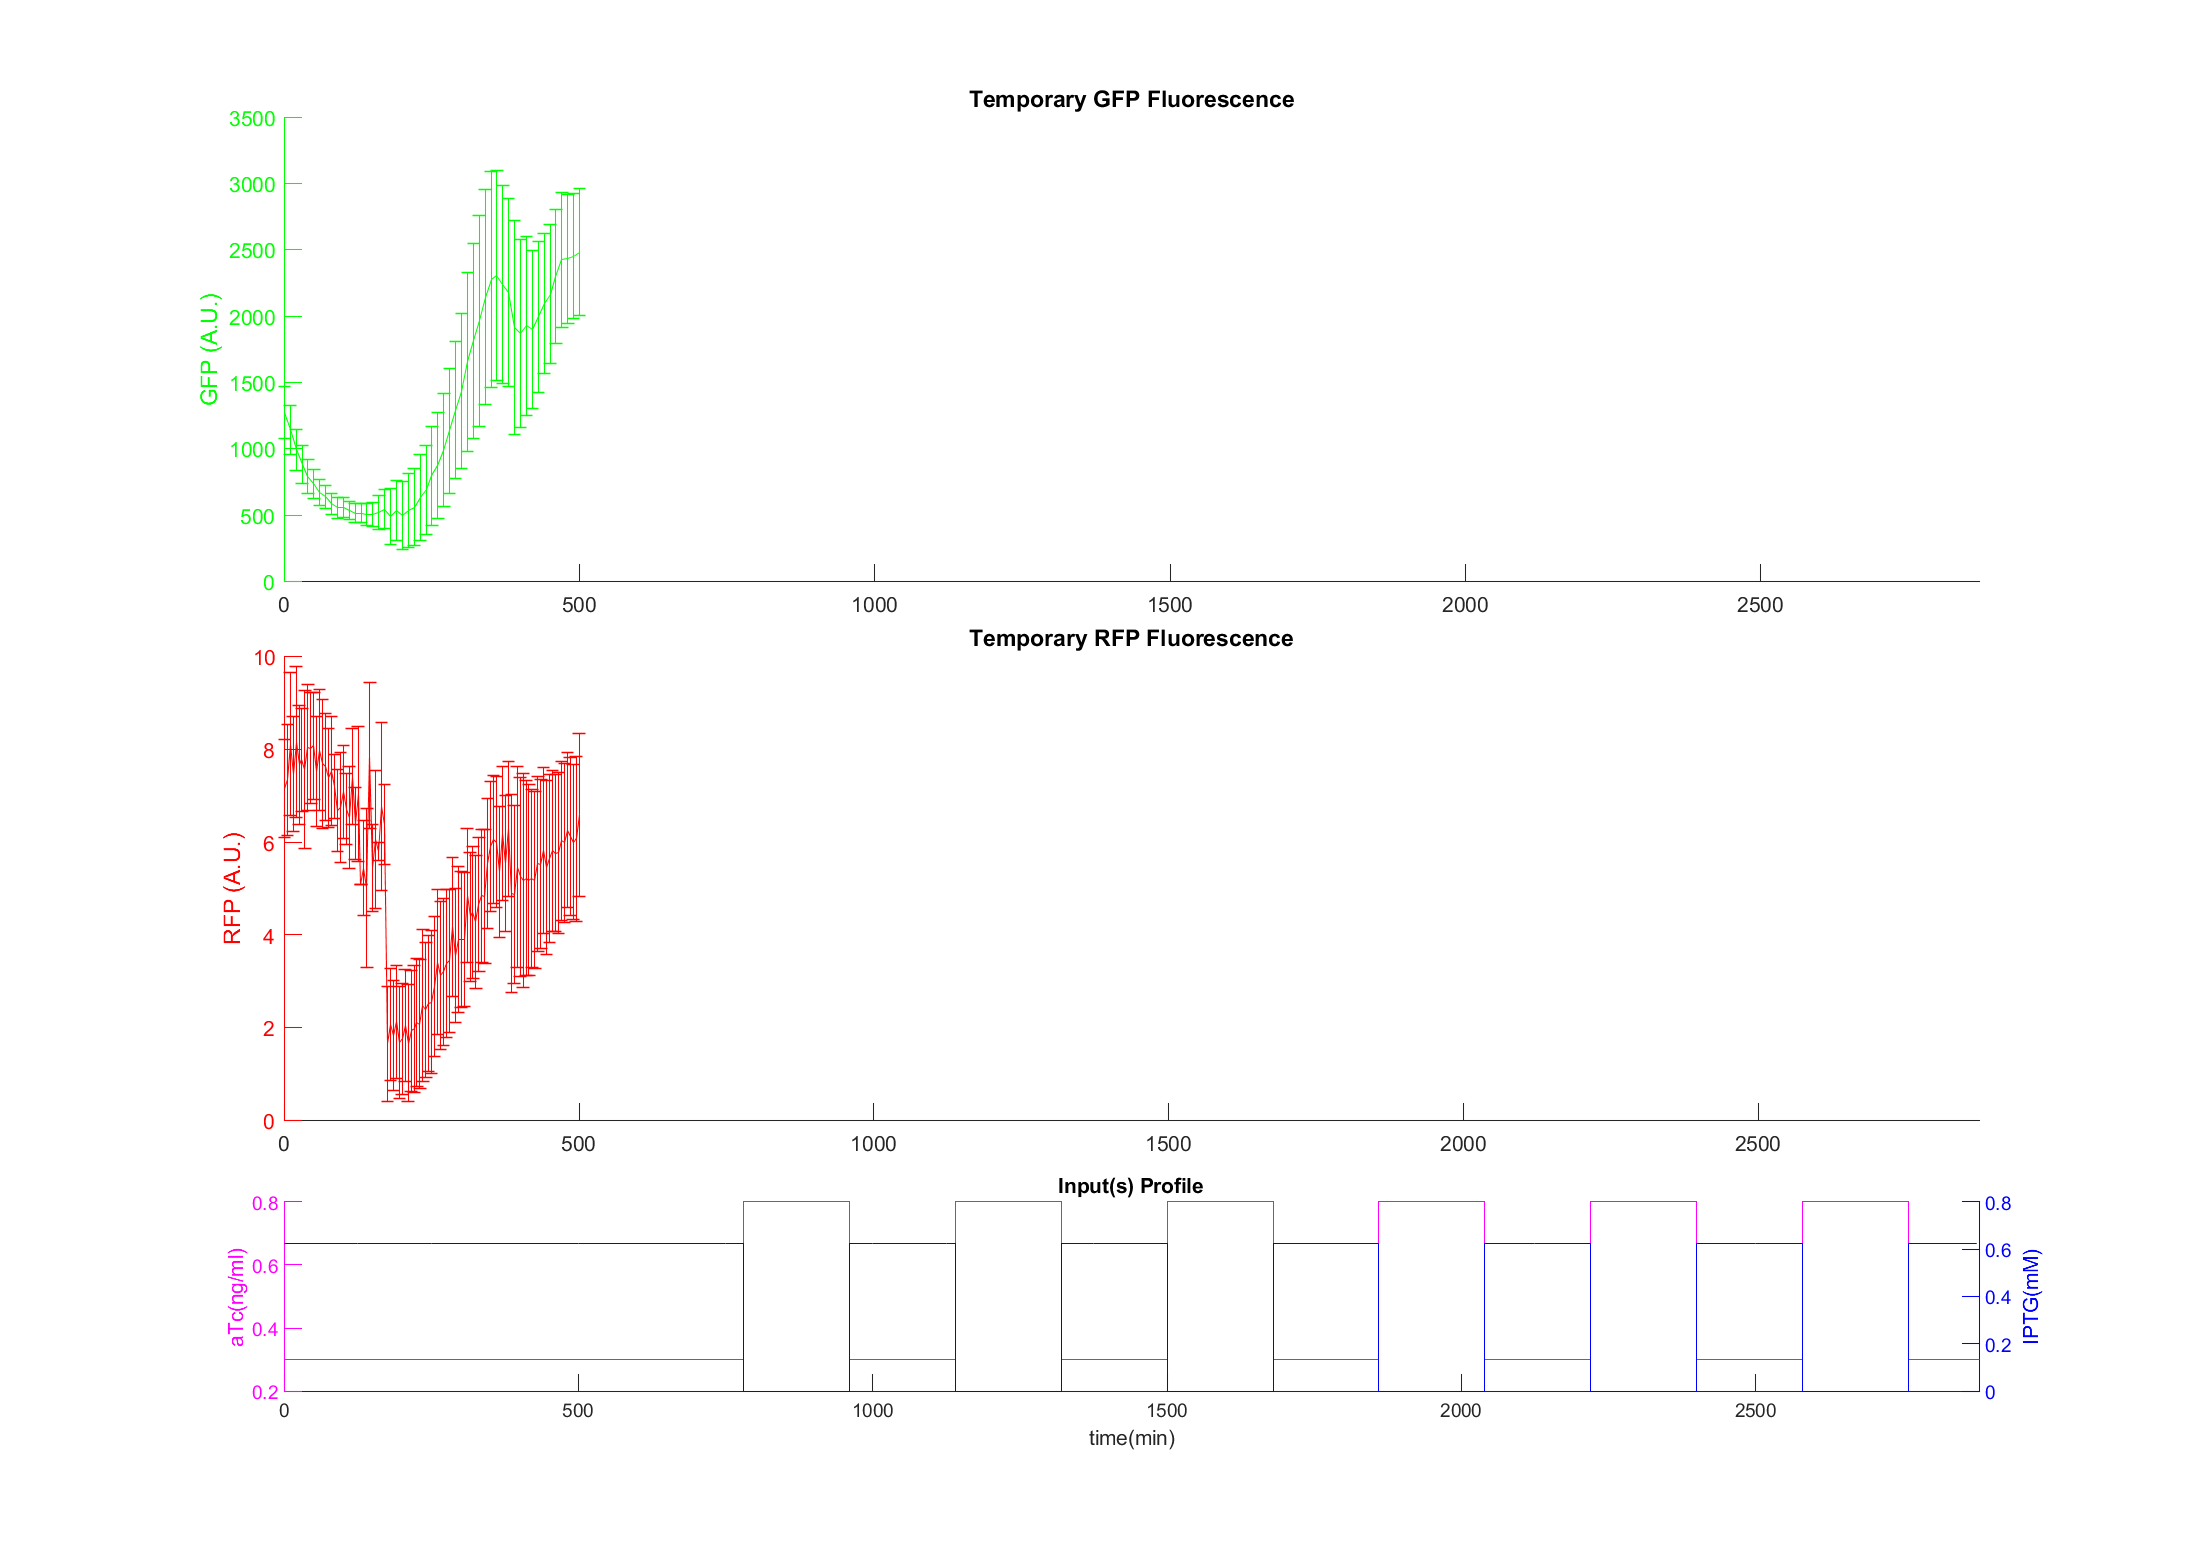 Temporary GFP Fluorescence
3500
3000
2500
2000
1500
1000
500
0
GFP (A.U.)
0 500 1000 1500 2000 2500
Temporary RFP Fluorescence
10
8
6
4
2
0
RFP (A.U.)
0 500 1000 1500 2000 2500
Input(s) Profile
0.8
0.6
0.4
0.2
aTc(ng/ml)
0.8
0.6
0.4
0.2
0
IPTG(mM)
0 500 1000 1500 2000 2500
time(min)